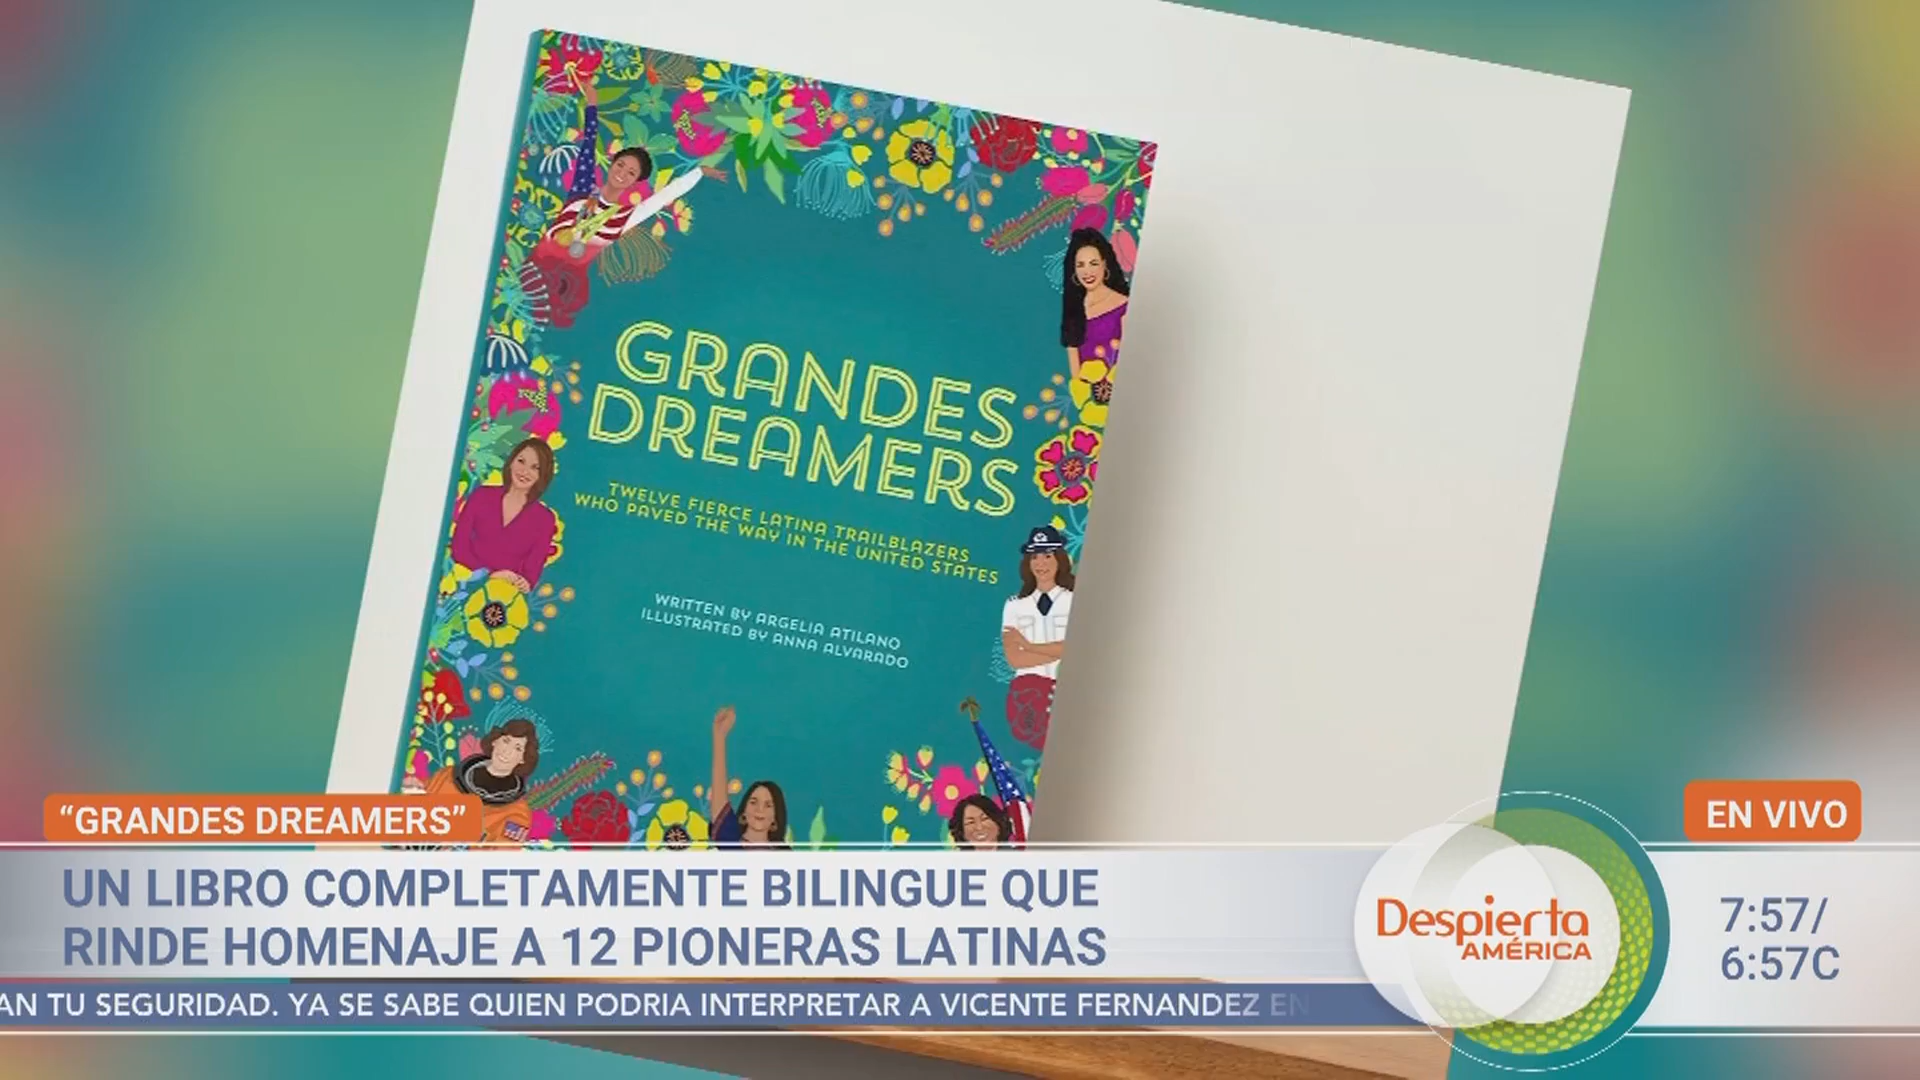 GRANDES
DREAMERS
TWELVE FIERCE LATINA TRAILBLAZERS
WHO PAVED THE WAY IN THE UNITED STATES
WRITTEN BY ARGELIA ATILANO
ILLUSTRATED BY ANNA ALVARADO
“GRANDES DREAMERS”
EN VIVO
UN LIBRO COMPLETAMENTE BILINGUE QUE
RINDE HOMENAJE A 12 PIONERAS LATINAS
Despierta
AMÉRICA
7:57/
6:57C
AN TU SEGURIDAD. YA SE SABE QUIEN PODRIA INTERPRETAR A VICENTE FERNANDEZ EN